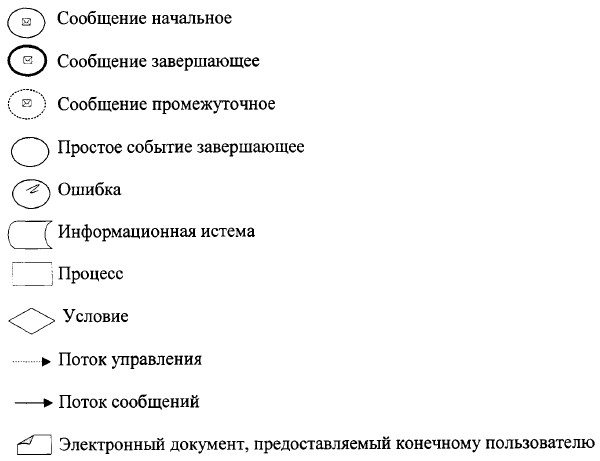 Сообщение начальное
Сообщение завершающее
Сообщение промежуточное
Простое событие завершающее
Ошибка
Информационная истема
Процесс
Условие
Поток управления
Поток сообщений
Электронный документ, предоставляемый конечному пользователю